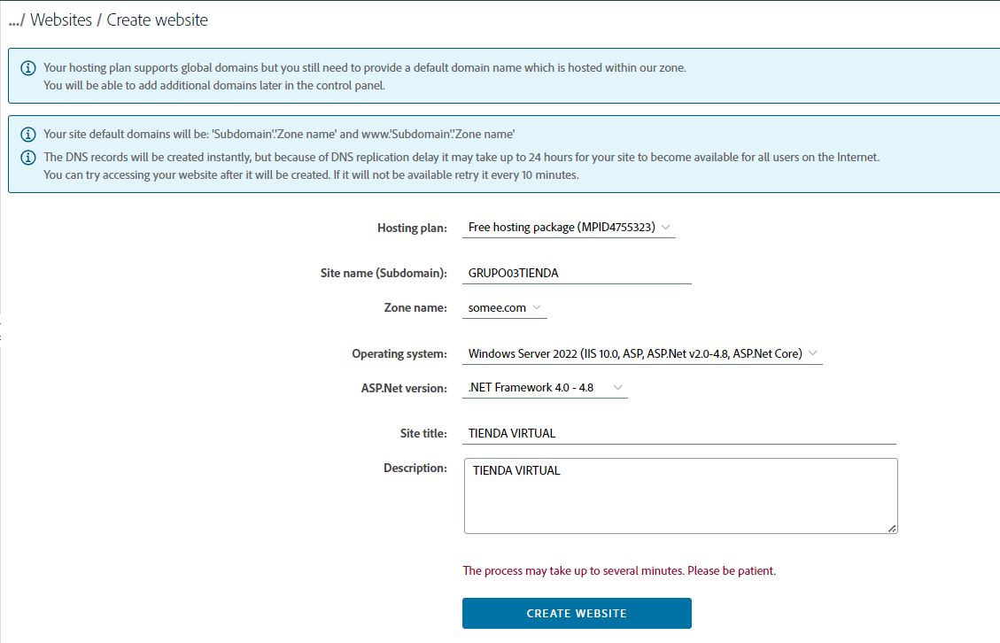 .../ Websites / Create website
Your hosting plan supports global domains but you still need to provide a default domain name which is hosted within our zone.
You will be able to add additional domains later in the control panel.
Your site default domains will be: 'Subdomain'.'Zone name' and www.'Subdomain'.'Zone name'
The DNS records will be created instantly, but because of DNS replication delay it may take up to 24 hours for your site to become available for all users on the Internet.
You can try accessing your website after it will be created. If it will not be available retry it every 10 minutes.
Hosting plan: Free hosting package (MPID4755323)
Site name (Subdomain): GRUPO03TIENDA
Zone name: somee.com
Operating system: Windows Server 2022 (IIS 10.0, ASP, ASP.Net v2.0-4.8, ASP.Net Core)
ASP.Net version: .NET Framework 4.0 - 4.8
Site title: TIENDA VIRTUAL
Description: TIENDA VIRTUAL
The process may take up to several minutes. Please be patient.
CREATE WEBSITE